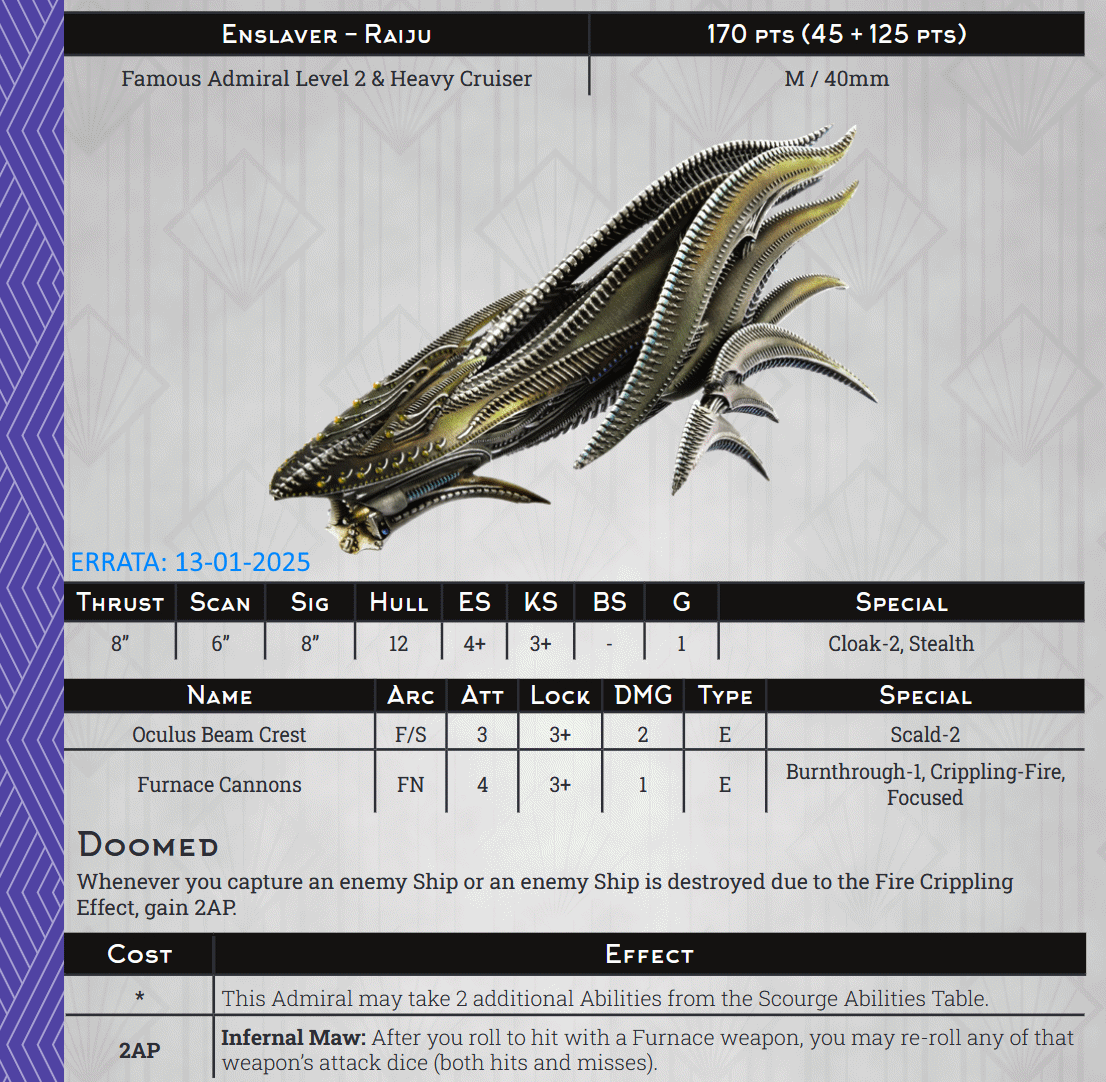 Enslaver – Raiju
170 pts (45 + 125 pts)
Famous Admiral Level 2 & Heavy Cruiser
M / 40mm
ERRATA: 13-01-2025
Thrust Scan Sig Hull ES KS BS G Special
8” 6” 8” 12 4+ 3+ - 1 Cloak-2, Stealth
Name Arc Att Lock DMG Type Special
Oculus Beam Crest F/S 3 3+ 2 E Scald-2
Furnace Cannons FN 4 3+ 1 E Burnthrough-1, Crippling-Fire,
Focused
Doomed
Whenever you capture an enemy Ship or an enemy Ship is destroyed due to the Fire Crippling
Effect, gain 2AP.
Cost Effect
* This Admiral may take 2 additional Abilities from the Scourge Abilities Table.
2AP Infernal Maw: After you roll to hit with a Furnace weapon, you may re-roll any of that
weapon’s attack dice (both hits and misses).